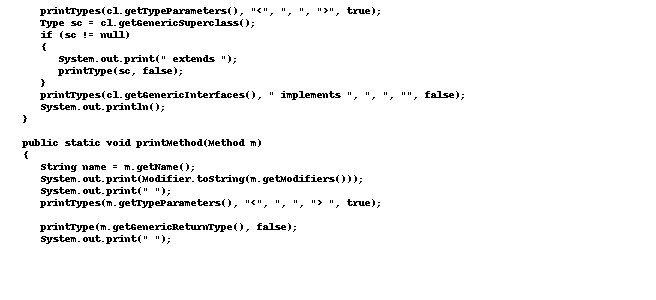 printTypes(cl.getTypeParameters(), "<", ", ", ">", true);
Type sc = cl.getGenericSuperclass();
if (sc != null)
{
System.out.print(" extends ");
printType(sc, false);
}
printTypes(cl.getGenericInterfaces(), " implements ", ", ", "", false);
System.out.println();
}
public static void printMethod(Method m)
{
String name = m.getName();
System.out.print(Modifier.toString(m.getModifiers()));
System.out.print(" ");
printTypes(m.getTypeParameters(), "<", ", ", "> ", true);
printType(m.getGenericReturnType(), false);
System.out.print(" ");